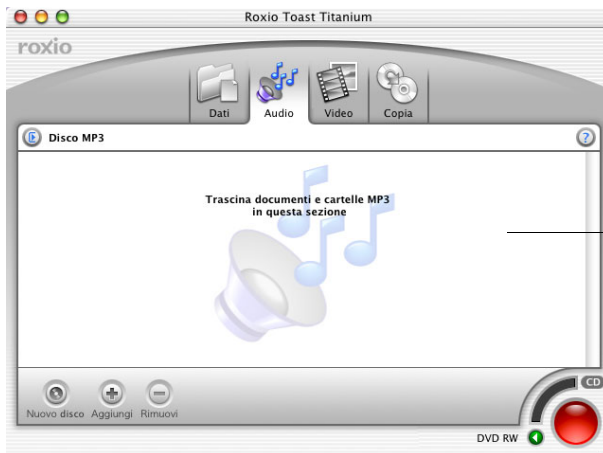 Roxio Toast Titanium
roxio
Dati Audio Video Copia
Disco MP3 ?
Trascina documenti e cartelle MP3
in questa sezione
Nuovo disco Aggiungi Rimuovi
CD
DVD RW